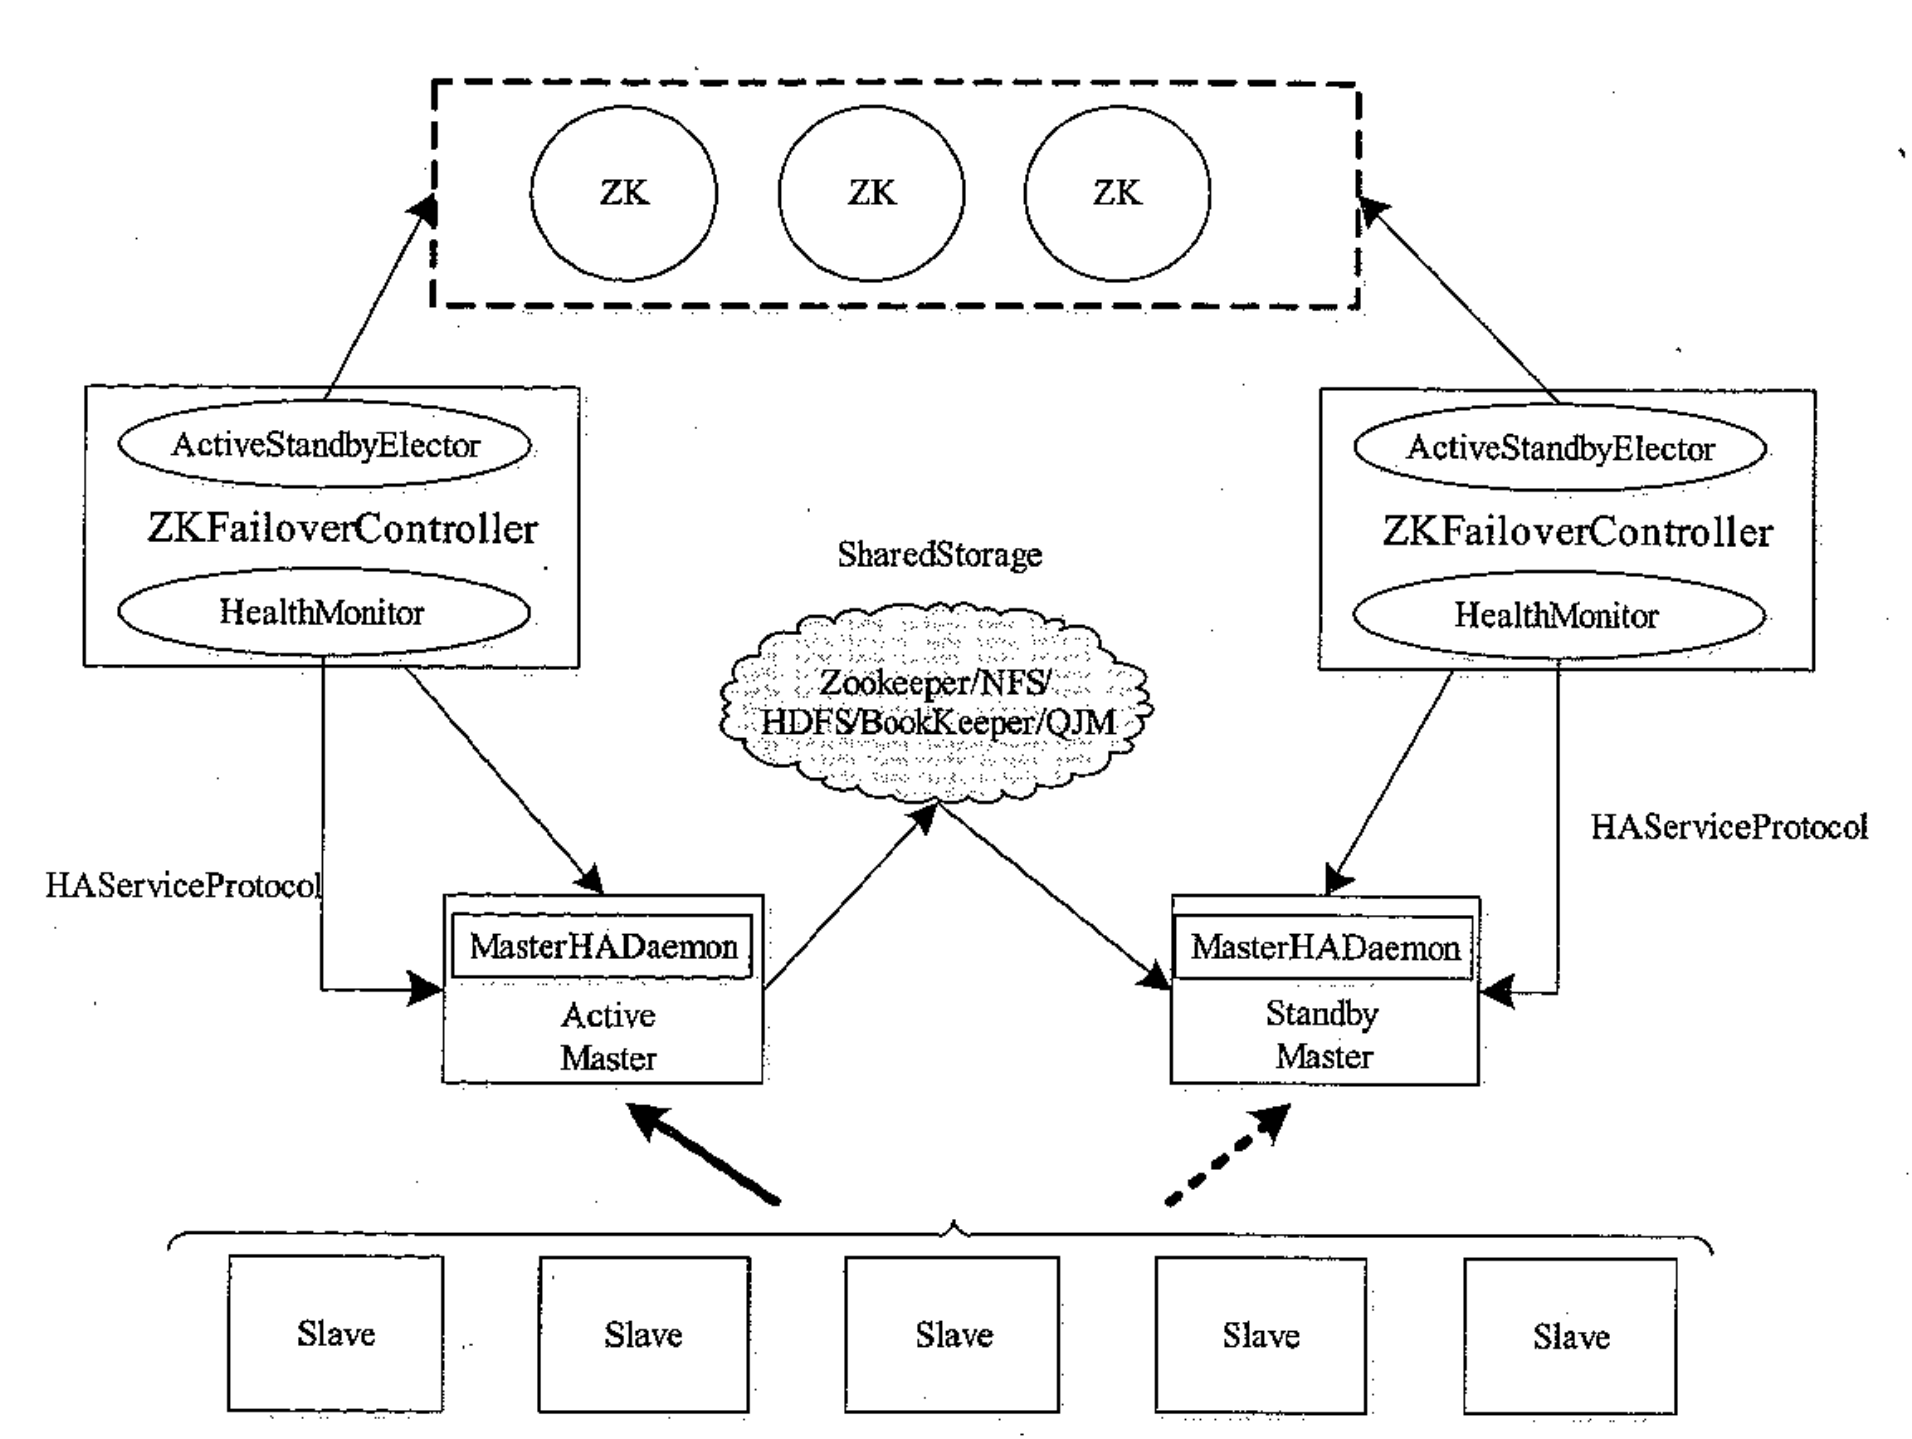 ZK
ZK
ZK
ActiveStandbyElector
ZKFailoverController
HealthMonitor
ActiveStandbyElector
ZKFailoverController
HealthMonitor
SharedStorage
Zookeeper/NFS/
HDFS/BookKeeper/QJM
HAServiceProtocol
HAServiceProtocol
MasterHADaemon
Active
Master
MasterHADaemon
Standby
Master
Slave
Slave
Slave
Slave
Slave